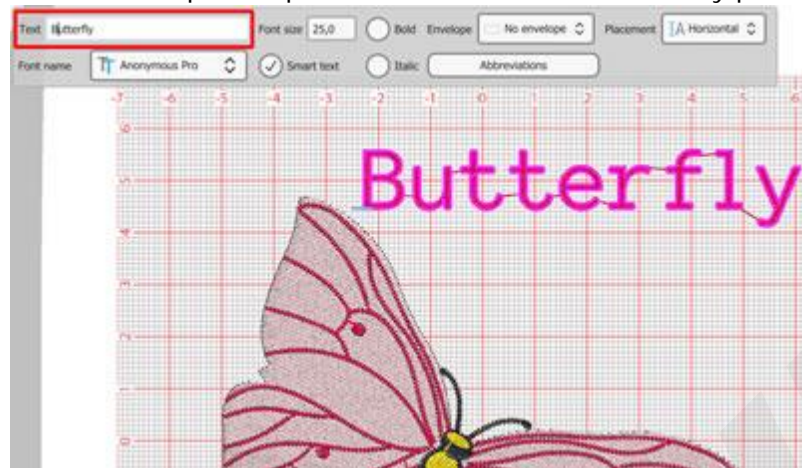 Text Butterfly Font size 25,0 Bold Envelope No envelope Placement Horizontal
Font name Anonymous Pro Smart text Italic Abbreviations
-7 -6 -5 -4 -3 -2 -1 0 1 2 3 4 5 6
Butterfly